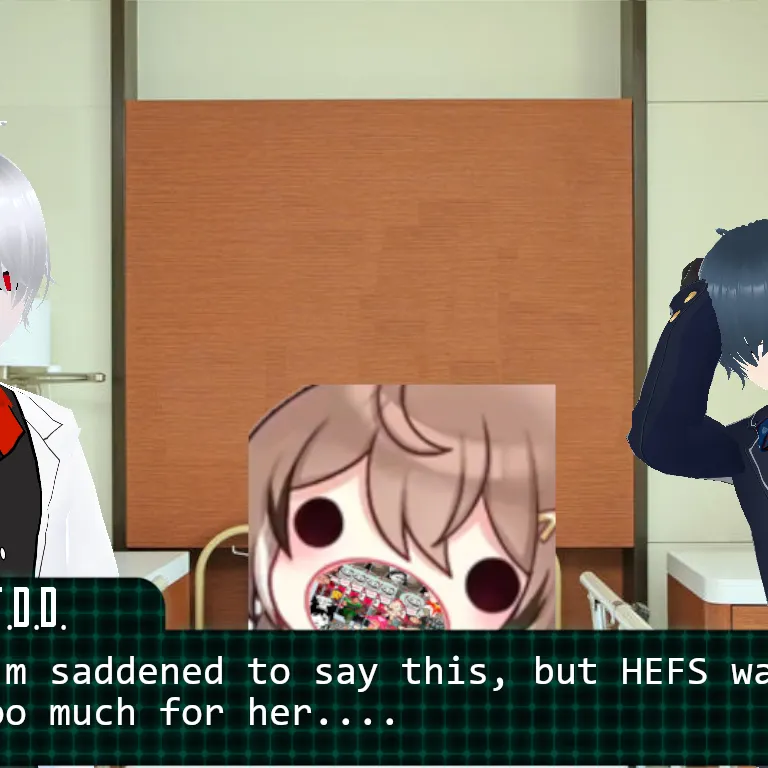 .D.D.
m saddened to say this, but HEFS wa
oo much for her....